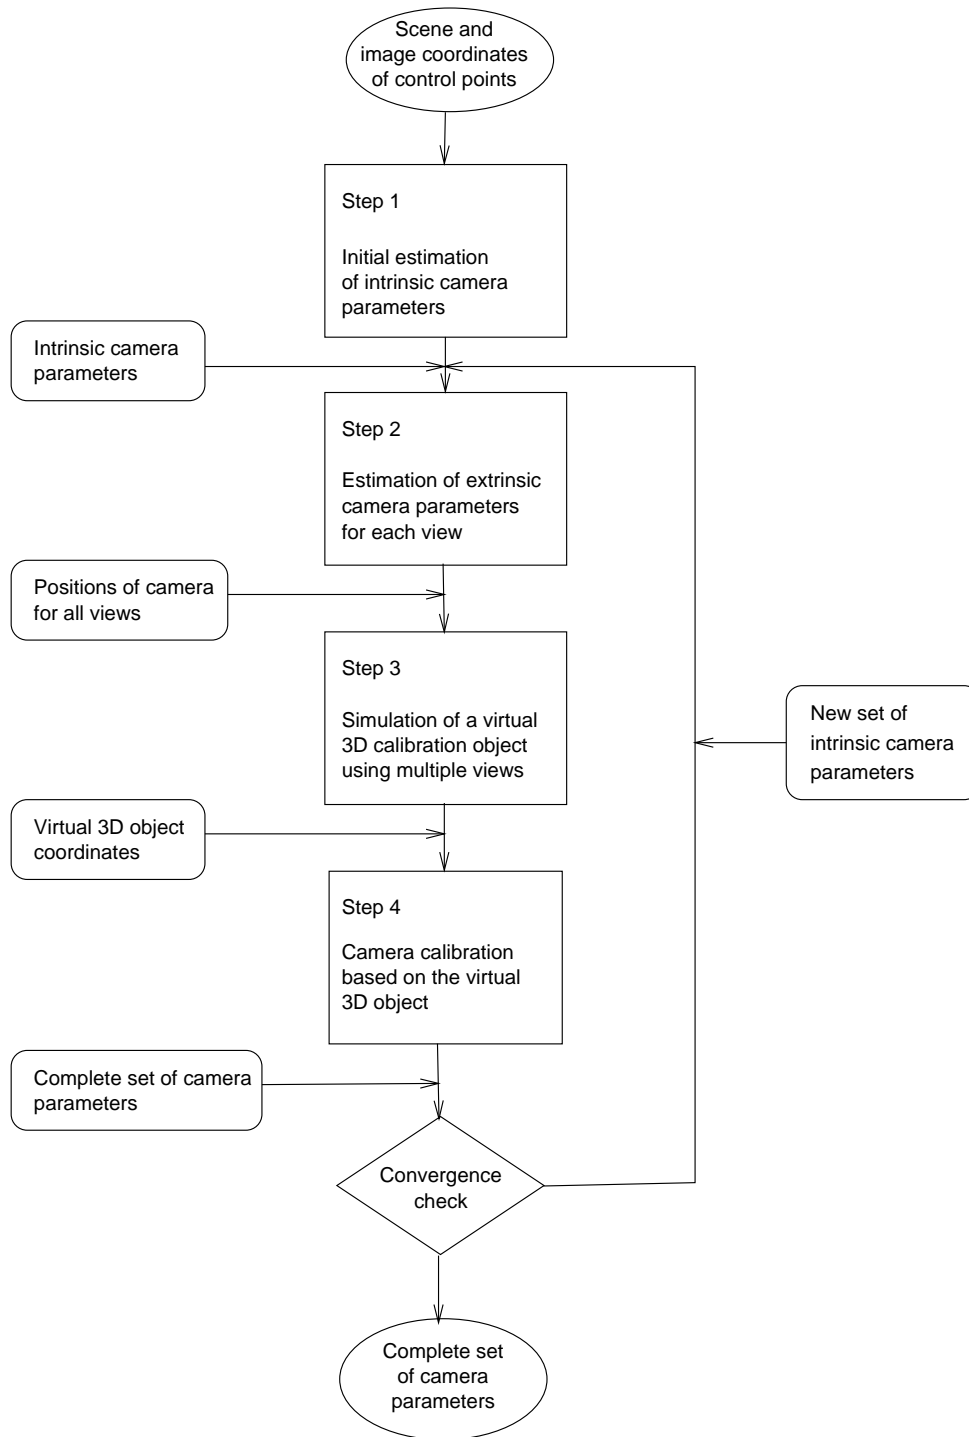 Scene and
image coordinates
of control points
Step 1
Initial estimation
of intrinsic camera
parameters
Intrinsic camera
parameters
Step 2
Estimation of extrinsic
camera parameters
for each view
Positions of camera
for all views
Step 3
Simulation of a virtual
3D calibration object
using multiple views
New set of
intrinsic camera
parameters
Virtual 3D object
coordinates
Step 4
Camera calibration
based on the virtual
3D object
Complete set of camera
parameters
Convergence
check
Complete set
of camera
parameters